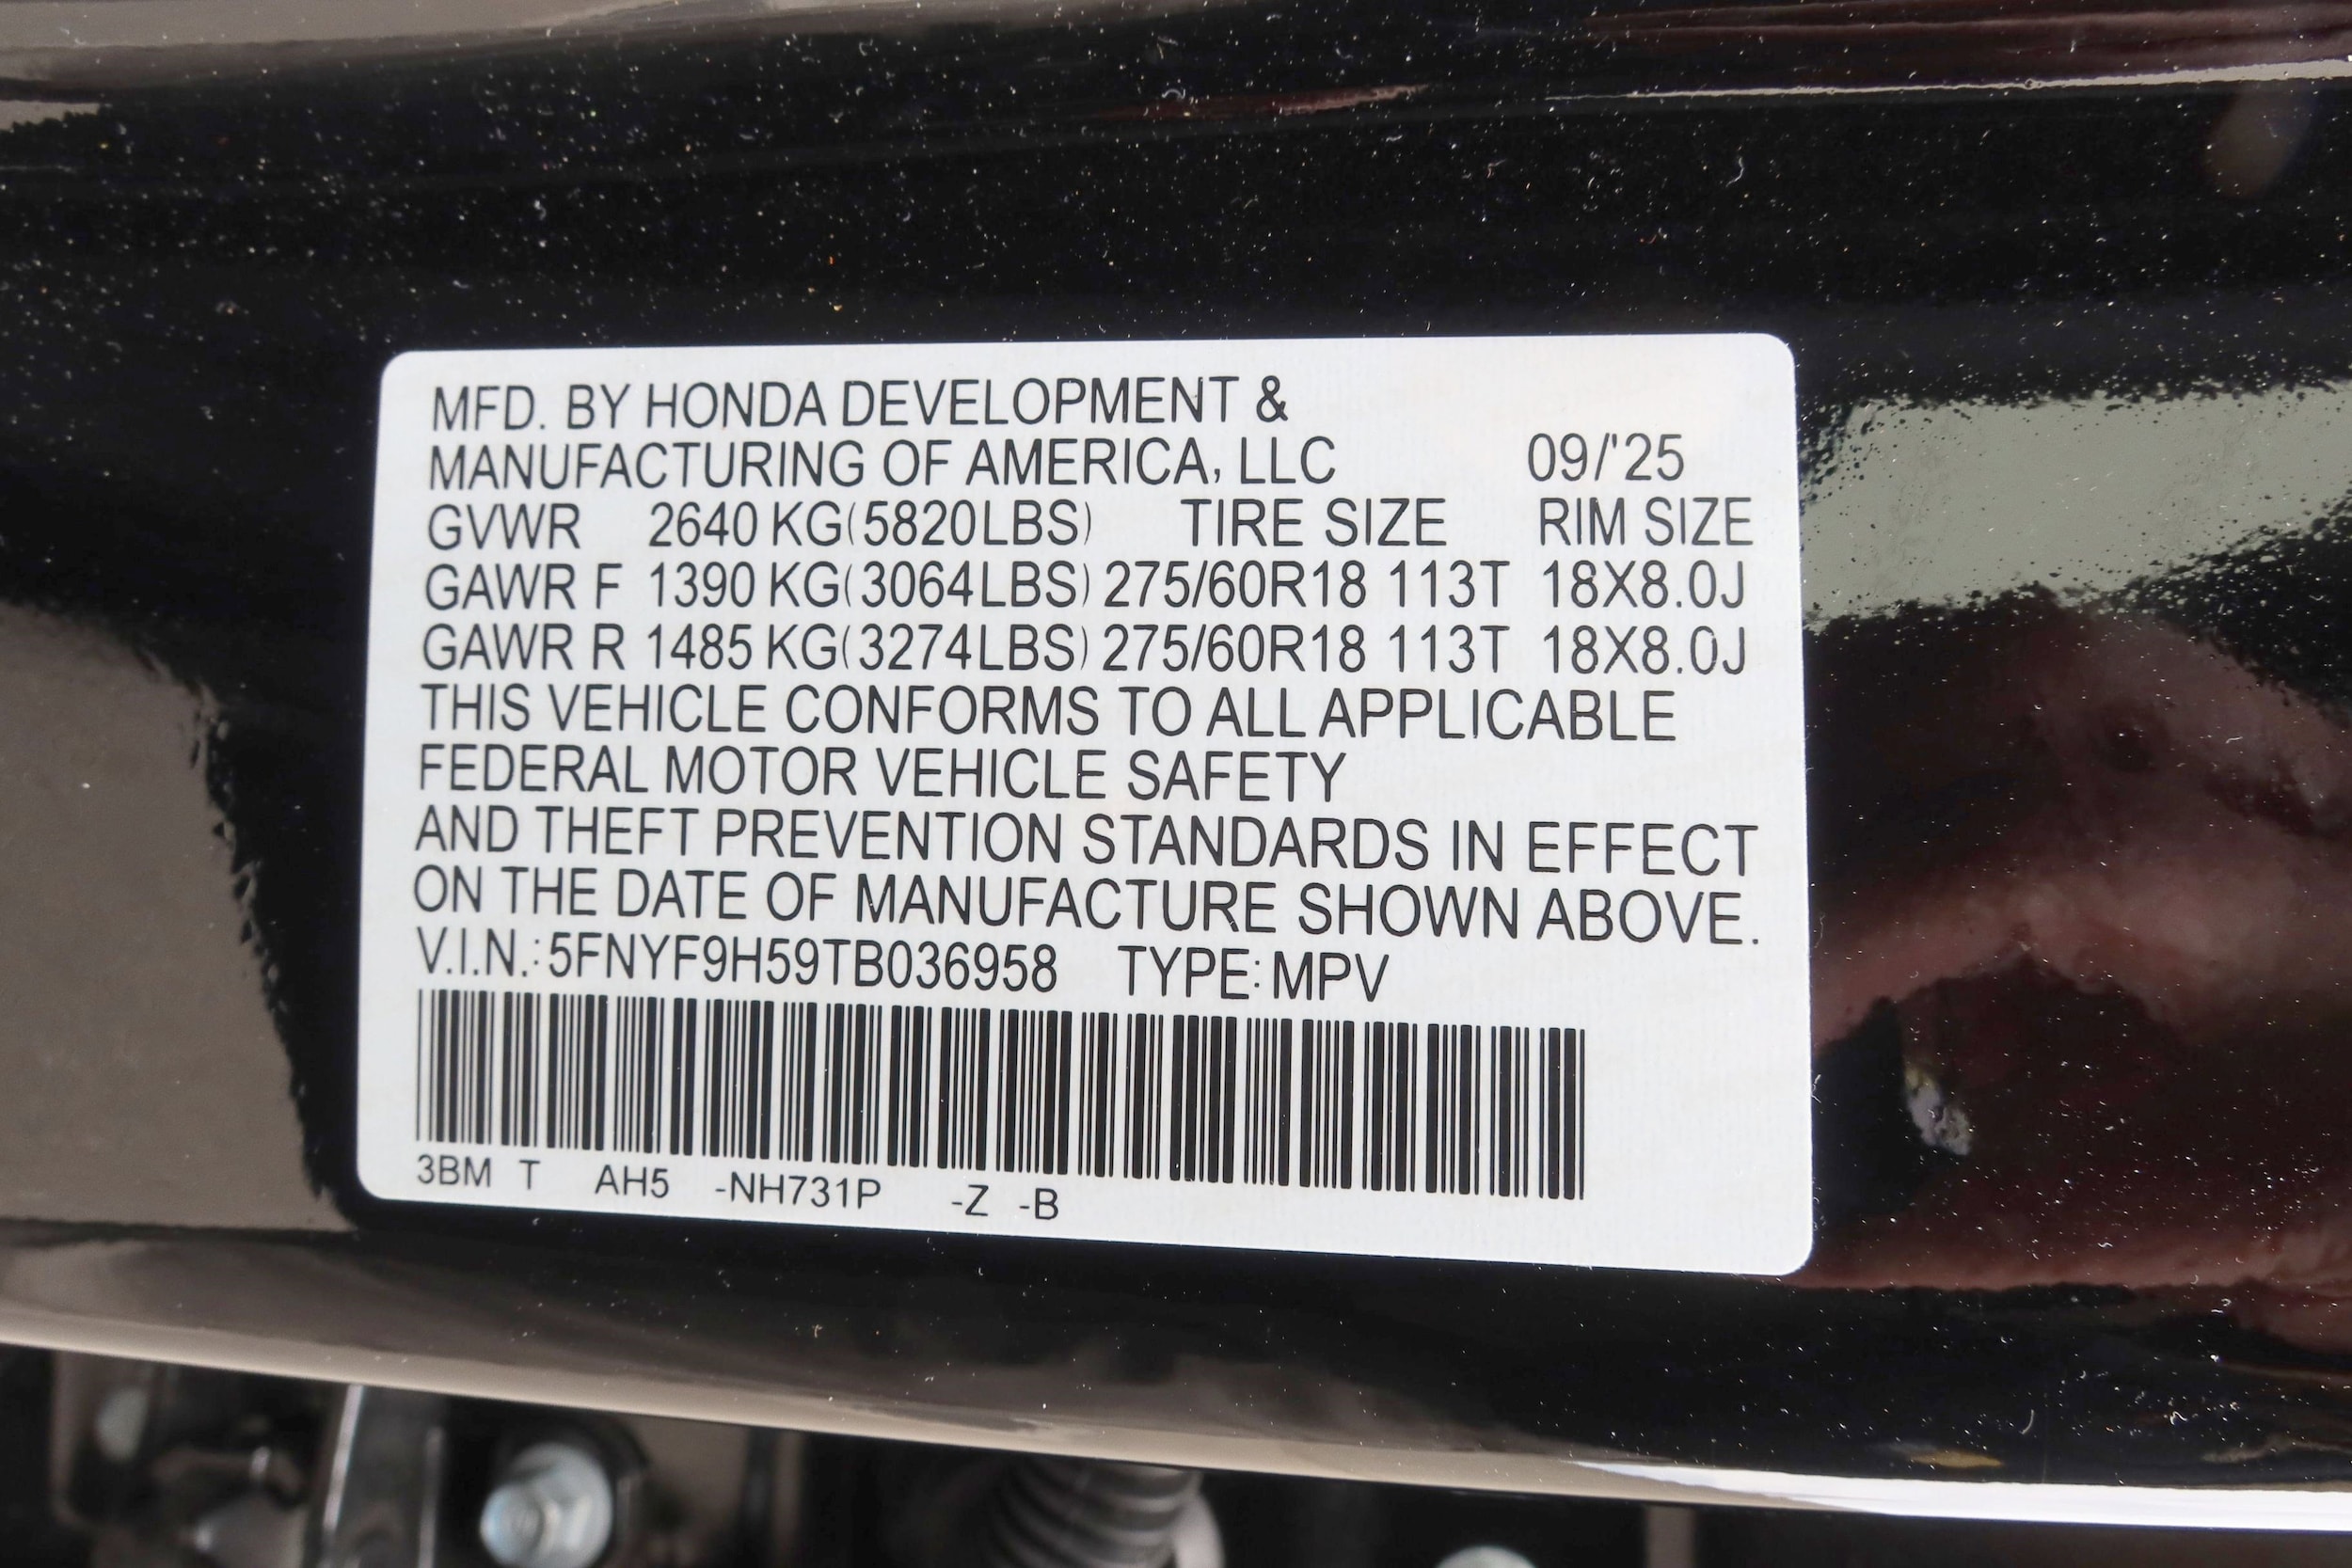 MFD. BY HONDA DEVELOPMENT &
MANUFACTURING OF AMERICA, LLC 09/'25
GVWR 2640 KG(5820LBS) TIRE SIZE RIM SIZE
GAWR F 1390 KG(3064LBS) 275/60R18 113T 18X8.0J
GAWR R 1485 KG(3274LBS) 275/60R18 113T 18X8.0J
THIS VEHICLE CONFORMS TO ALL APPLICABLE
FEDERAL MOTOR VEHICLE SAFETY
AND THEFT PREVENTION STANDARDS IN EFFECT
ON THE DATE OF MANUFACTURE SHOWN ABOVE.
V.I.N.: 5FNYF9H59TB036958 TYPE: MPV
3BM T AH5 -NH731P -Z -B